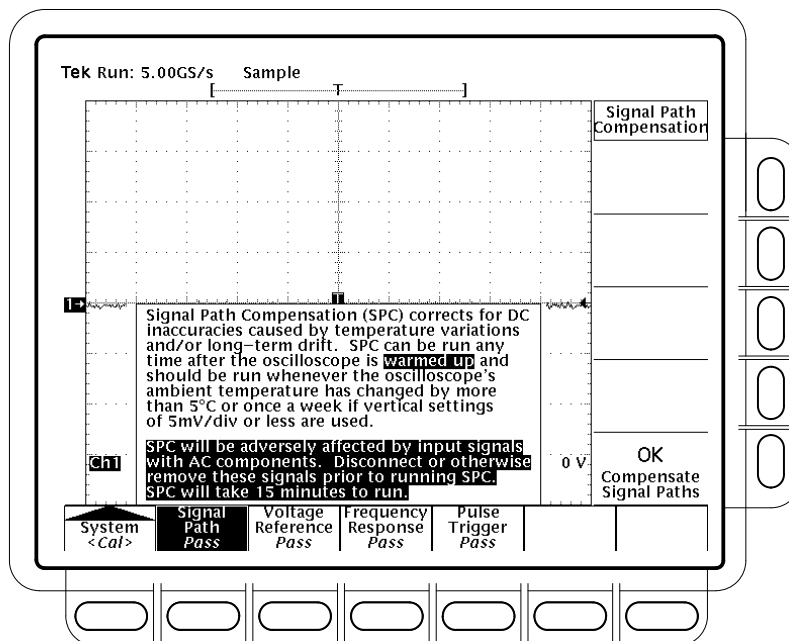 Tek Run: 5.00GS/s Sample
[ T ]
Signal Path
Compensation
T
1→
Signal Path Compensation (SPC) corrects for DC
inaccuracies caused by temperature variations
and/or long-term drift. SPC can be run any
time after the oscilloscope is warmed up and
should be run whenever the oscilloscope's
ambient temperature has changed by more
than 5°C or once a week if vertical settings
of 5mV/div or less are used.
SPC will be adversely affected by input signals
with AC components. Disconnect or otherwise
remove these signals prior to running SPC.
SPC will take 15 minutes to run.
Ch1
0 V
OK
Compensate
Signal Paths
System
<Cal>
Signal
Path
Pass
Voltage
Reference
Pass
Frequency
Response
Pass
Pulse
Trigger
Pass